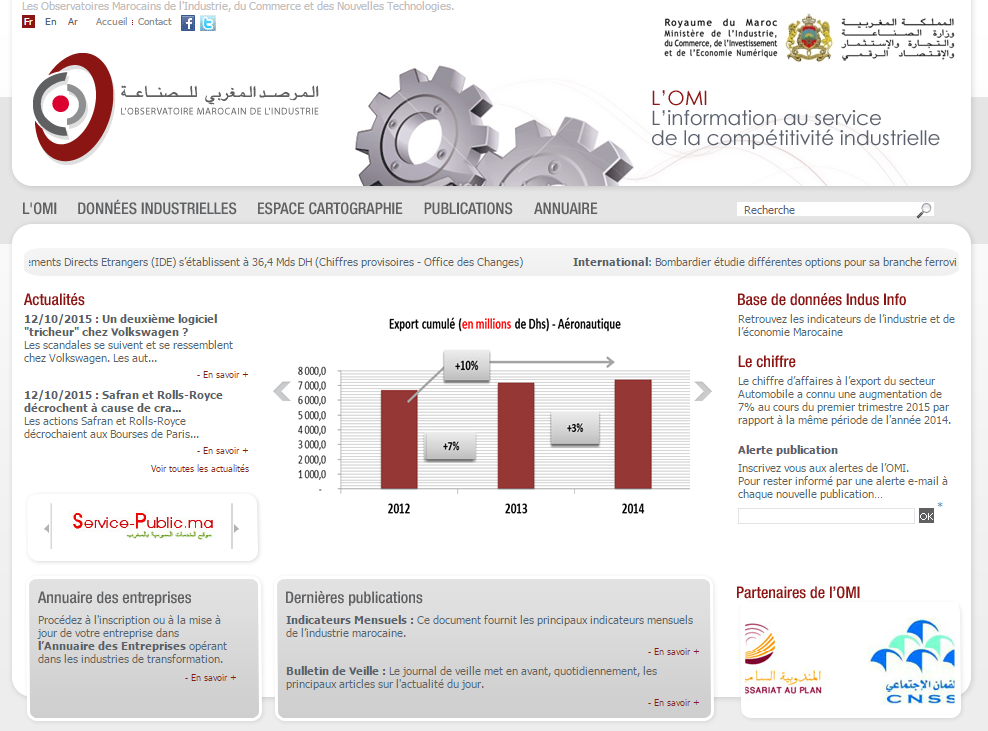 Les Observatoires Marocains de l'Industrie, du Commerce et des Nouvelles Technologies.
Fr En Ar Accueil Contact
Royaume du Maroc
Ministère de l'Industrie,
du Commerce, de l'Investissement
et de l'Économie Numérique
المملكة المغربية
وزارة الصناعة
والتجارة والإستثمار
والإقتصاد الرقمي
المرصد المغربي للصناعة
L'OBSERVATOIRE MAROCAIN DE L'INDUSTRIE
L'OMI
L'information au service
de la compétitivité industrielle
L'OMI DONNÉES INDUSTRIELLES ESPACE CARTOGRAPHIE PUBLICATIONS ANNUAIRE
Recherche
ements Directs Etrangers (IDE) s'établissent à 36,4 Mds DH (Chiffres provisoires - Office des Changes) International: Bombardier étudie différentes options pour sa branche ferrovi
Actualités
12/10/2015 : Un deuxième logiciel
"tricheur" chez Volkswagen ?
Les scandales se suivent et se ressemblent
chez Volkswagen. Les aut...
- En savoir +
12/10/2015 : Safran et Rolls-Royce
décrochent à cause de cra...
Les actions Safran et Rolls-Royce
décrochaient aux Bourses de Paris...
- En savoir +
Voir toutes les actualités
Service-Public.ma
موقع الخدمات العمومية بالمغرب
Export cumulé (en millions de Dhs) - Aéronautique
+10%
8 000,0
7 000,0
6 000,0
5 000,0
4 000,0
3 000,0
2 000,0
1 000,0
-
+7%
+3%
2012 2013 2014
Base de données Indus Info
Retrouvez les indicateurs de l'industrie et de
l'économie Marocaine
Le chiffre
Le chiffre d'affaires à l'export du secteur
Automobile a connu une augmentation de
7% au cours du premier trimestre 2015 par
rapport à la même période de l'année 2014.
Alerte publication
Inscrivez vous aux alertes de l'OMI.
Pour rester informé par une alerte e-mail à
chaque nouvelle publication...
OK *
Annuaire des entreprises
Procédez à l'inscription ou à la mise à
jour de votre entreprise dans
l'Annuaire des Entreprises opérant
dans les industries de transformation.
- En savoir +
Dernières publications
Indicateurs Mensuels : Ce document fournit les principaux indicateurs mensuels
de l'industrie marocaine.
- En savoir +
Bulletin de Veille : Le journal de veille met en avant, quotidiennement, les
principaux articles sur l'actualité du jour.
- En savoir +
Partenaires de l'OMI
المندوبية السام
SSARIAT AU PLAN
لضمان الإجتماعي
CNSS